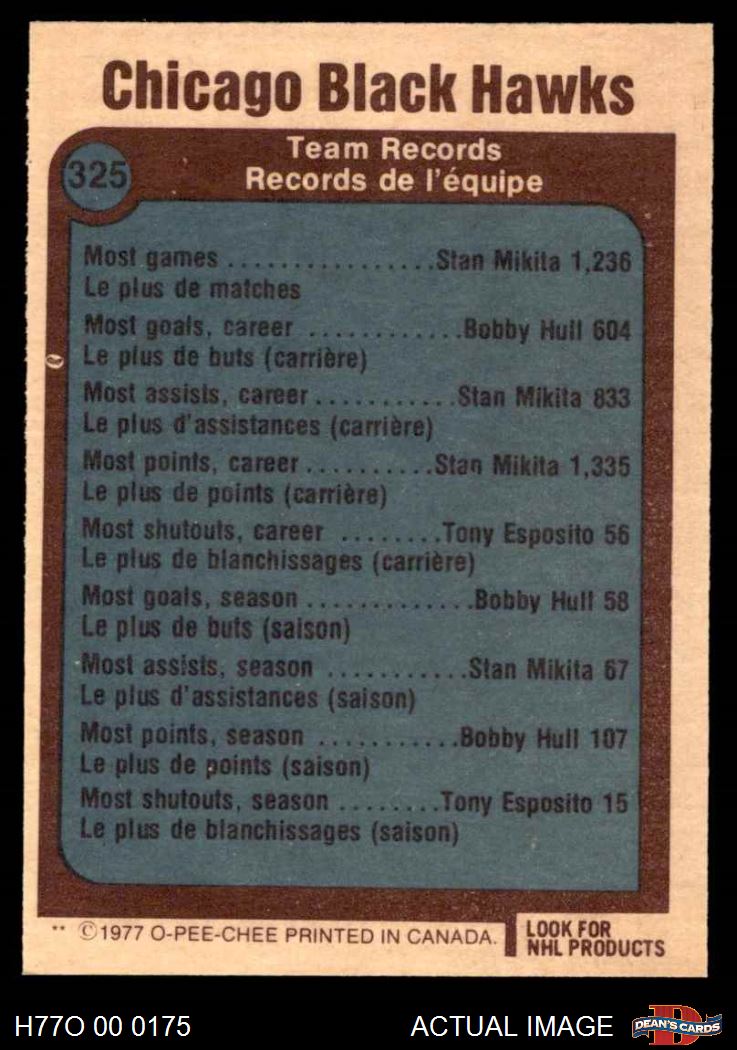 Chicago Black Hawks
325
Team Records
Records de l'équipe
Most games ................Stan Mikita 1,236
Le plus de matches
Most goals, career ............Bobby Hull 604
Le plus de buts (carrière)
Most assists, career...........Stan Mikita 833
Le plus d'assistances (carrière)
Most points, career ..........Stan Mikita 1,335
Le plus de points (carrière)
Most shutouts, career ........Tony Esposito 56
Le plus de blanchissages (carrière)
Most goals, season .............Bobby Hull 58
Le plus de buts (saison)
Most assists, season ...........Stan Mikita 67
Le plus d'assistances (saison)
Most points, season ...........Bobby Hull 107
Le plus de points (saison)
Most shutouts, season ........Tony Esposito 15
Le plus de blanchissages (saison)
** ©1977 O-PEE-CHEE PRINTED IN CANADA.
LOOK FOR
NHL PRODUCTS
H77O 00 0175
ACTUAL IMAGE
DEAN'S CARDS